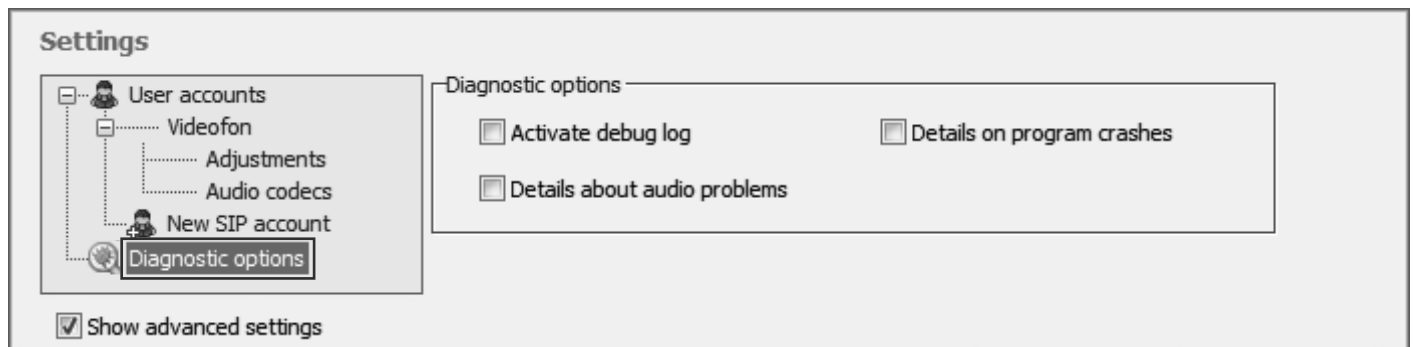 Settings
User accounts
Videofon
Adjustments
Audio codecs
New SIP account
Diagnostic options
Show advanced settings
Diagnostic options
Activate debug log
Details on program crashes
Details about audio problems